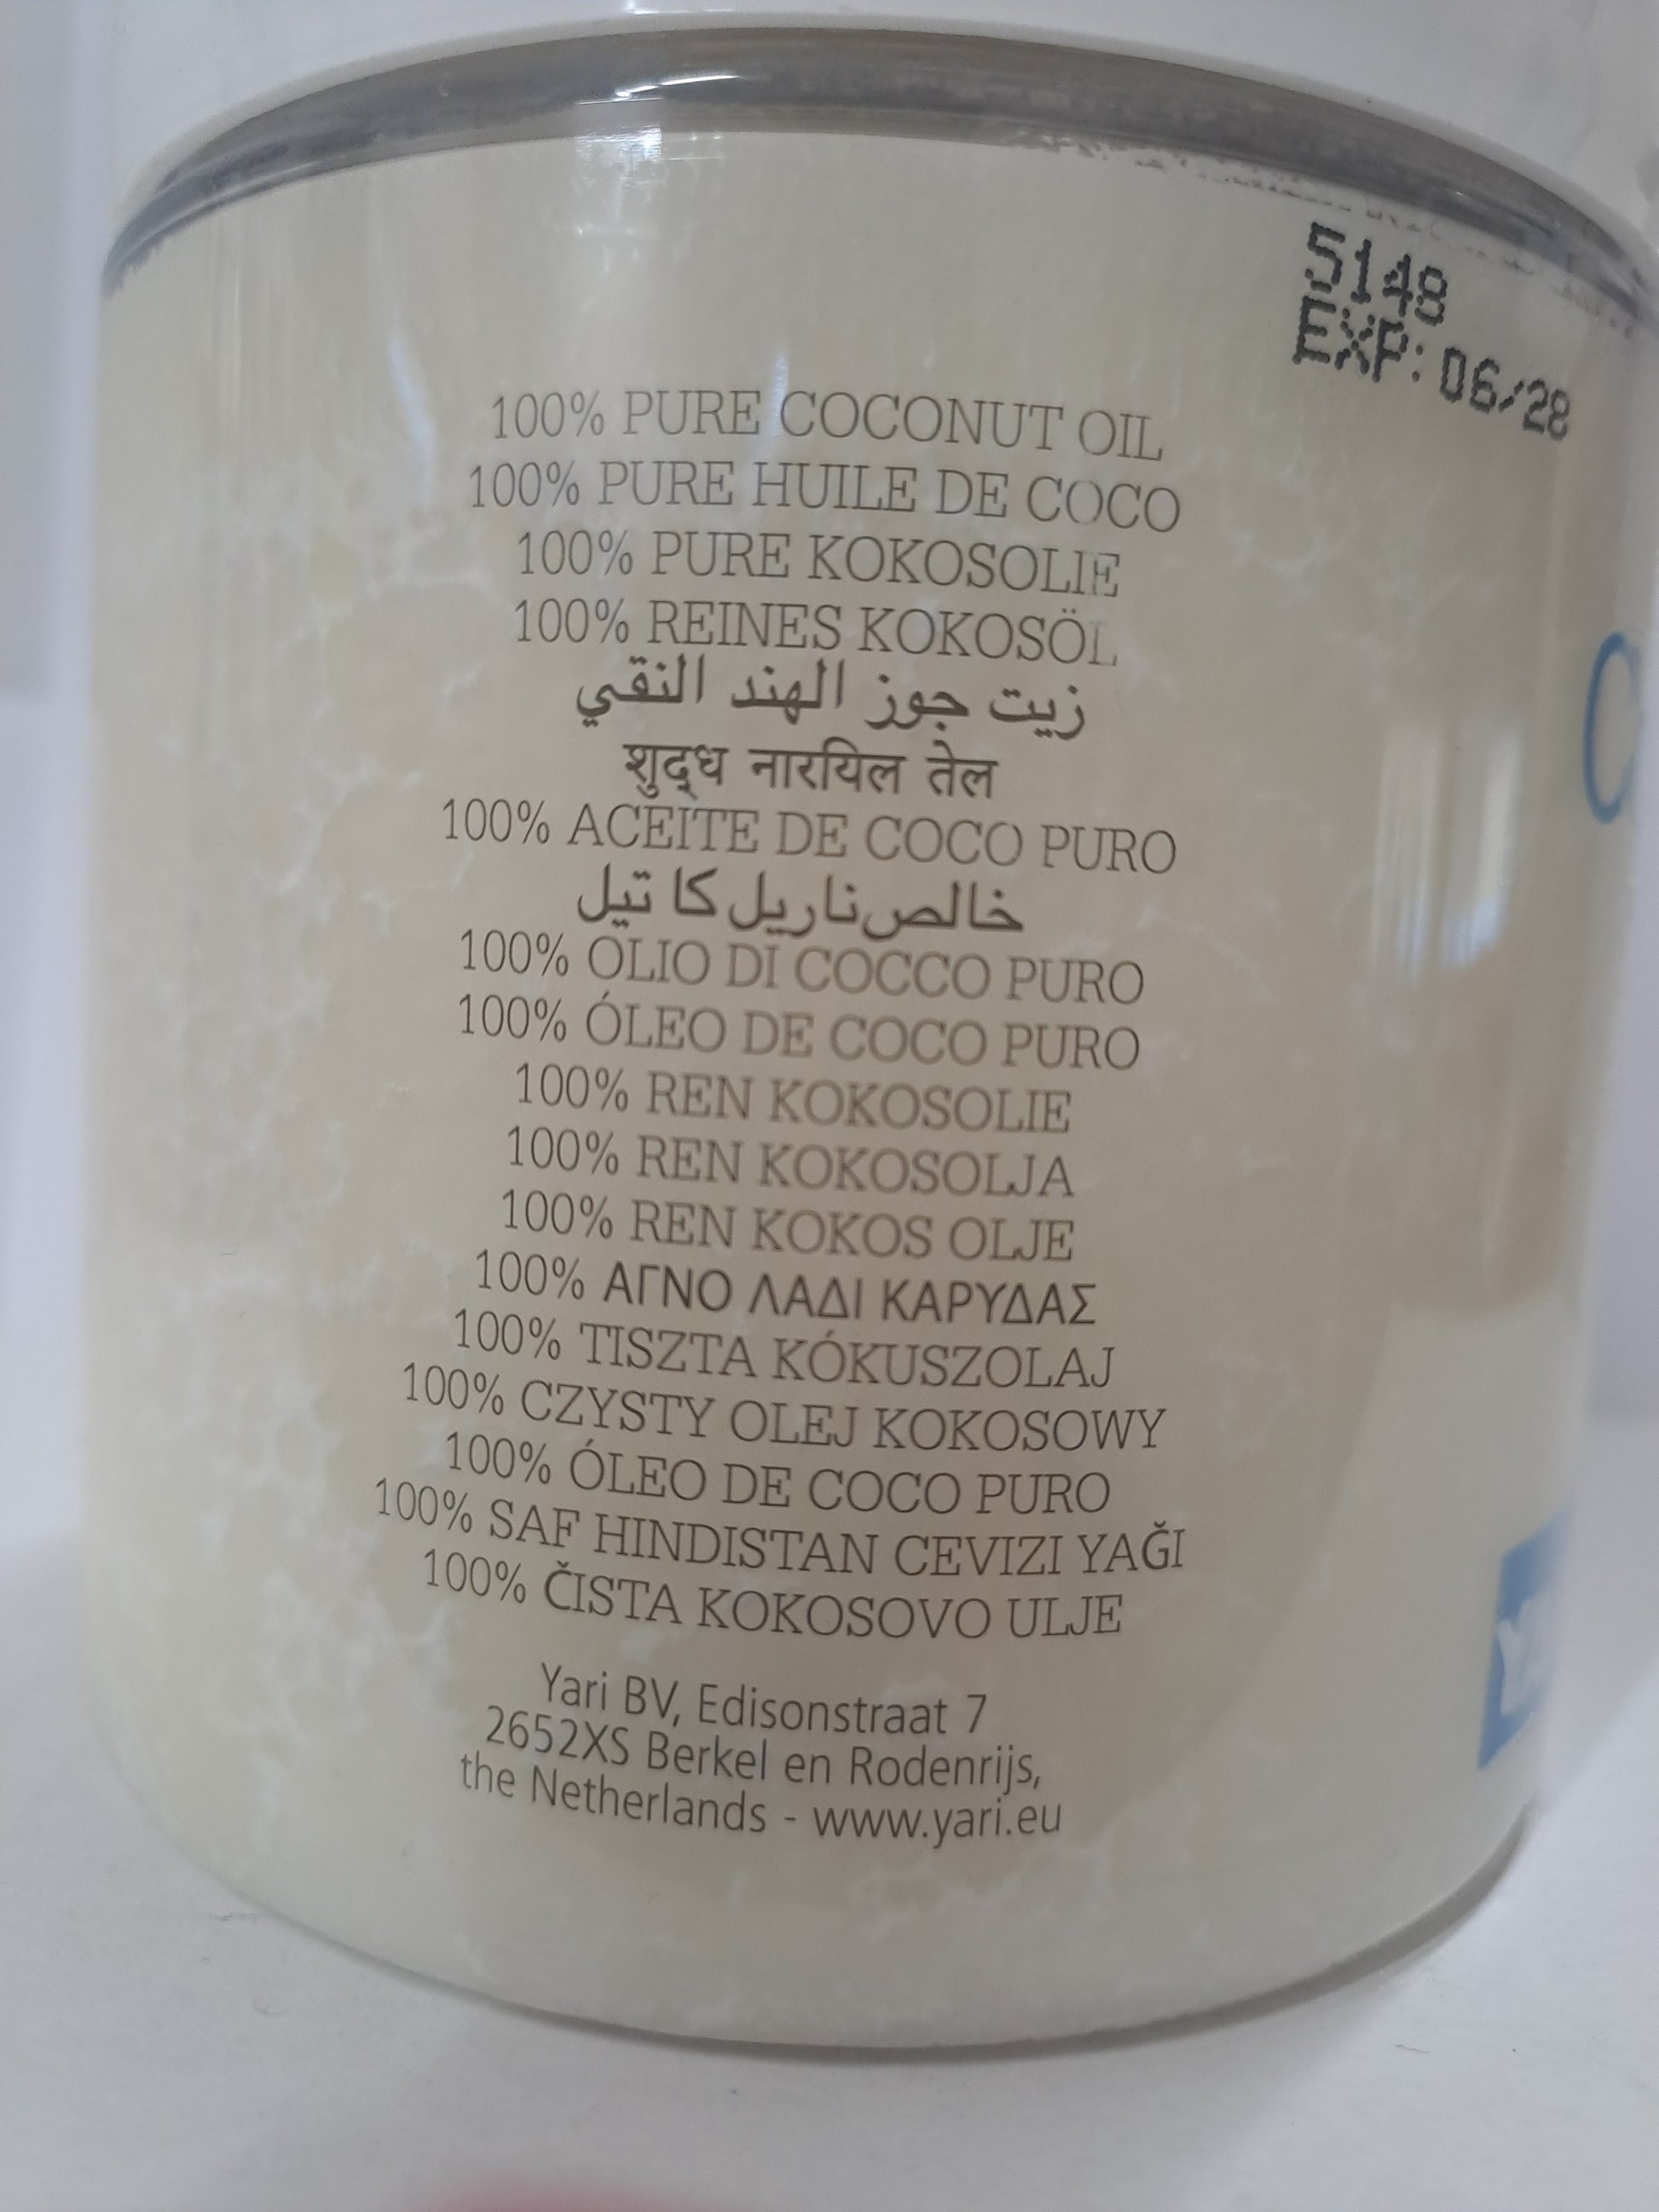 5148
EXP: 06/28
100% PURE COCONUT OIL
100% PURE HUILE DE COCO
100% PURE KOKOSOLIE
100% REINES KOKOSÖL
زيت جوز الهند النقي
शुद्ध नारयिल तेल
100% ACEITE DE COCO PURO
خالص ناریل کا تیل
100% OLIO DI COCCO PURO
100% ÓLEO DE COCO PURO
100% REN KOKOSOLIE
100% REN KOKOSOLJA
100% REN KOKOS OLJE
100% ΑΓΝΟ ΛΑΔΙ ΚΑΡΥΔΑΣ
100% TISZTA KÓKUSZOLAJ
100% CZYSTY OLEJ KOKOSOWY
100% ÓLEO DE COCO PURO
100% SAF HINDISTAN CEVIZI YAĞI
100% ČISTA KOKOSOVO ULJE
Yari BV, Edisonstraat 7
2652XS Berkel en Rodenrijs,
the Netherlands - www.yari.eu